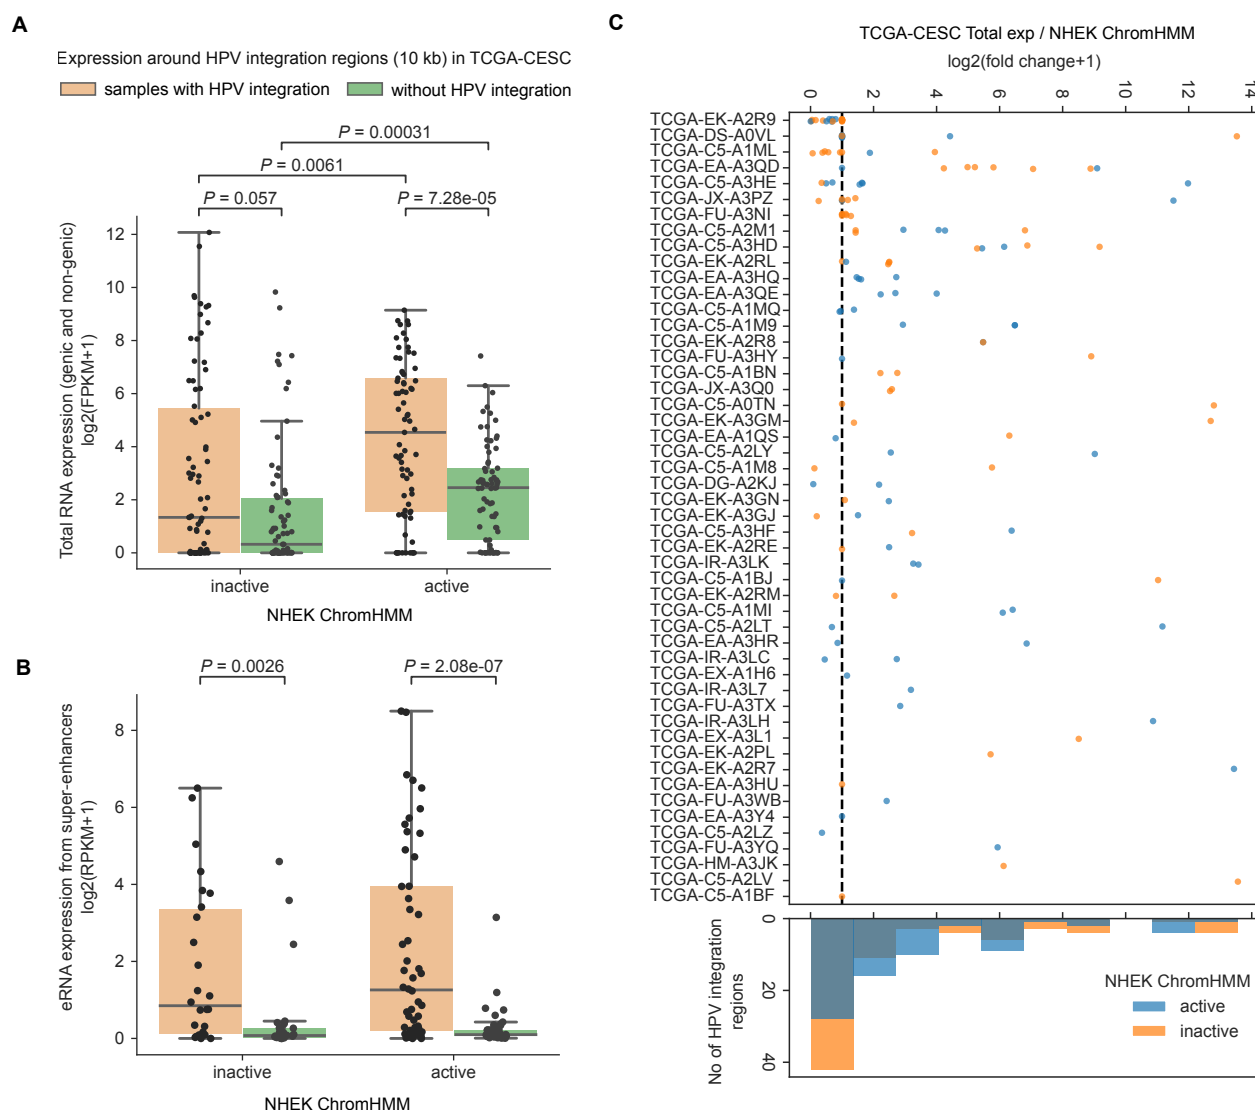 A
Expression around HPV integration regions (10 kb) in TCGA-CESC
samples with HPV integration
without HPV integration
P = 0.00031
P = 0.0061
P = 0.057
P = 7.28e-05
Total RNA expression (genic and non-genic)
log2(FPKM+1)
12
10
8
6
4
2
0
inactive
active
NHEK ChromHMM
B
P = 0.0026
P = 2.08e-07
eRNA expression from super-enhancers
log2(RPKM+1)
8
6
4
2
0
inactive
active
NHEK ChromHMM
C
TCGA-CESC Total exp / NHEK ChromHMM
log2(fold change+1)
0
2
4
6
8
10
12
14
TCGA-EK-A2R9
TCGA-DS-A0VL
TCGA-C5-A1ML
TCGA-EA-A3QD
TCGA-C5-A3HE
TCGA-JX-A3PZ
TCGA-FU-A3NI
TCGA-C5-A2M1
TCGA-C5-A3HD
TCGA-EK-A2RL
TCGA-EA-A3HQ
TCGA-EA-A3QE
TCGA-C5-A1MQ
TCGA-C5-A1M9
TCGA-EK-A2R8
TCGA-FU-A3HY
TCGA-C5-A1BN
TCGA-JX-A3Q0
TCGA-C5-A0TN
TCGA-EK-A3GM
TCGA-EA-A1QS
TCGA-C5-A2LY
TCGA-C5-A1M8
TCGA-DG-A2KJ
TCGA-EK-A3GN
TCGA-EK-A3GJ
TCGA-C5-A3HF
TCGA-EK-A2RE
TCGA-IR-A3LK
TCGA-C5-A1BJ
TCGA-EK-A2RM
TCGA-C5-A1MI
TCGA-C5-A2LT
TCGA-EA-A3HR
TCGA-IR-A3LC
TCGA-EX-A1H6
TCGA-IR-A3L7
TCGA-FU-A3TX
TCGA-IR-A3LH
TCGA-EX-A3L1
TCGA-EK-A2PL
TCGA-EK-A2R7
TCGA-EA-A3HU
TCGA-FU-A3WB
TCGA-EA-A3Y4
TCGA-C5-A2LZ
TCGA-FU-A3YQ
TCGA-HM-A3JK
TCGA-C5-A2LV
TCGA-C5-A1BF
No of HPV integration
regions
0
20
40
NHEK ChromHMM
active
inactive